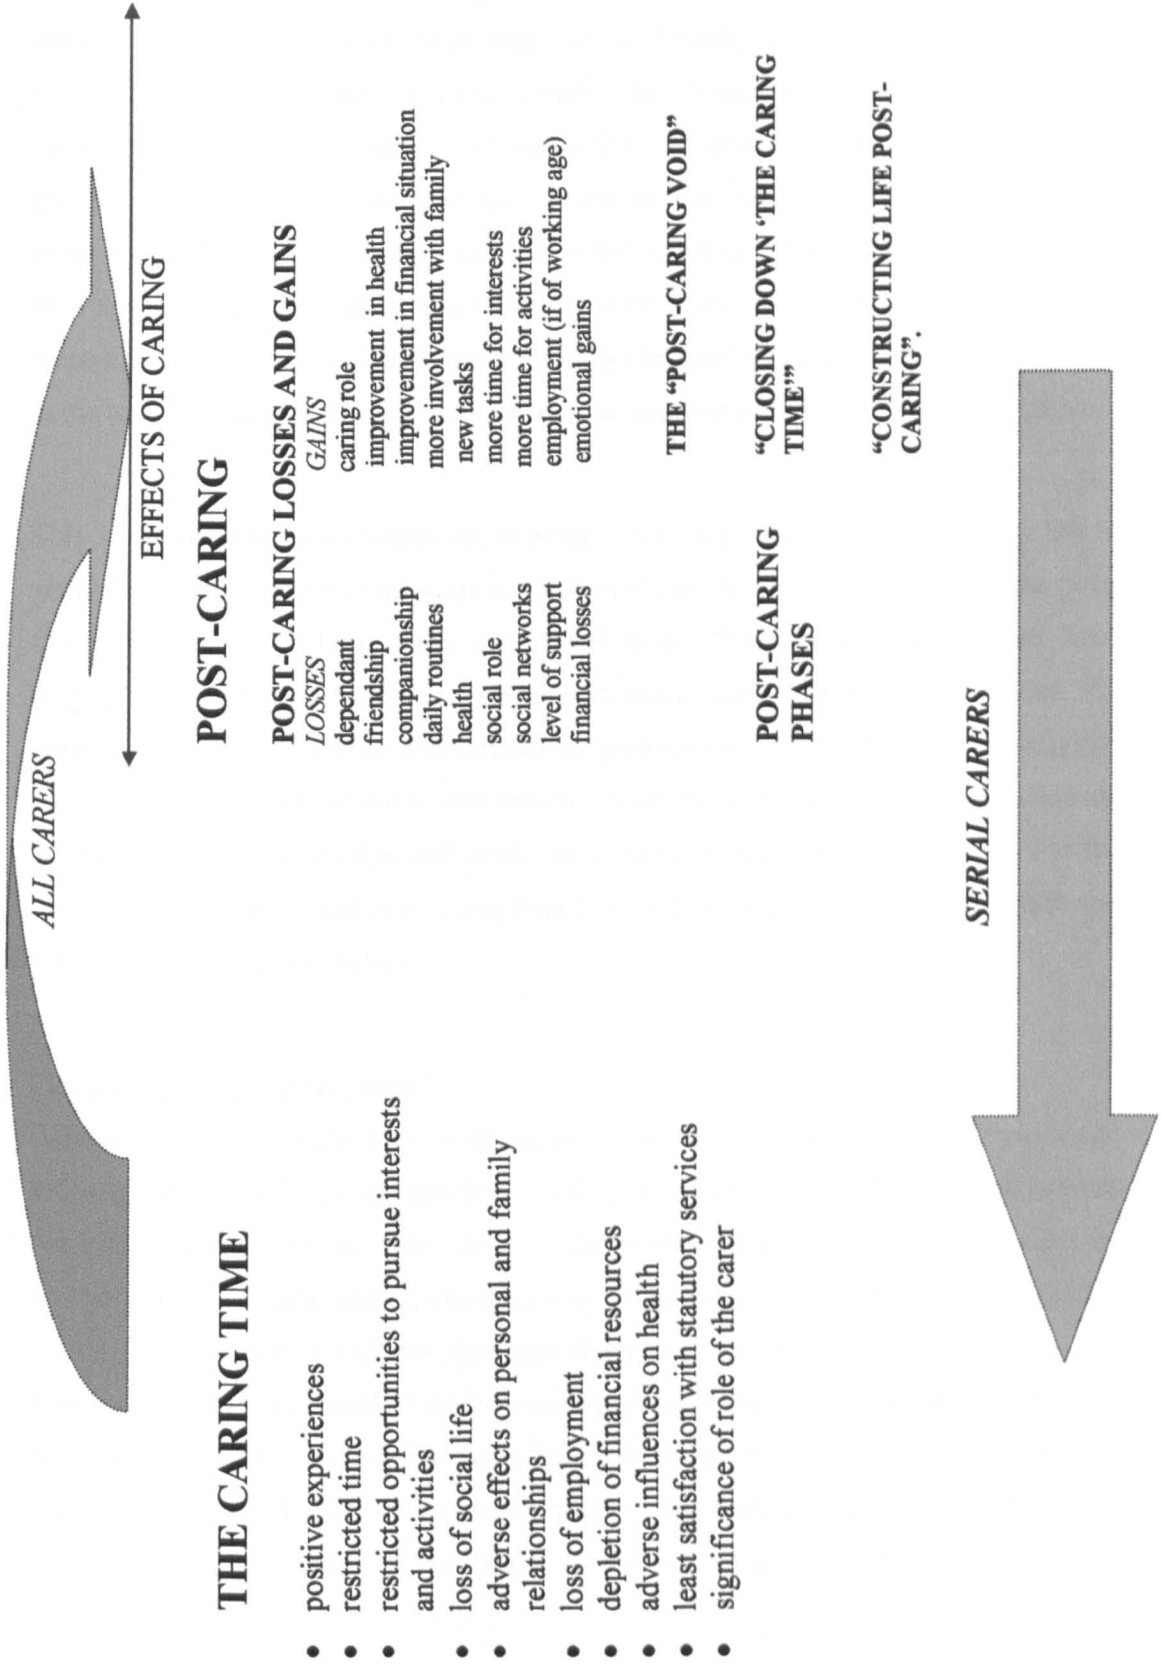 ALL CARERS
EFFECTS OF CARING
THE CARING TIME
• positive experiences
• restricted time
• restricted opportunities to pursue interests
and activities
• loss of social life
• adverse effects on personal and family
relationships
• loss of employment
• depletion of financial resources
• adverse influences on health
• least satisfaction with statutory services
• significance of role of the carer
POST-CARING
POST-CARING LOSSES AND GAINS
LOSSES
dependant
friendship
companionship
daily routines
health
social role
social networks
level of support
financial losses
GAINS
caring role
improvement in health
improvement in financial situation
more involvement with family
new tasks
more time for interests
more time for activities
employment (if of working age)
emotional gains
POST-CARING
PHASES
THE “POST-CARING VOID”
“CLOSING DOWN ‘THE CARING
TIME’”
“CONSTRUCTING LIFE POST-
CARING”.
SERIAL CARERS